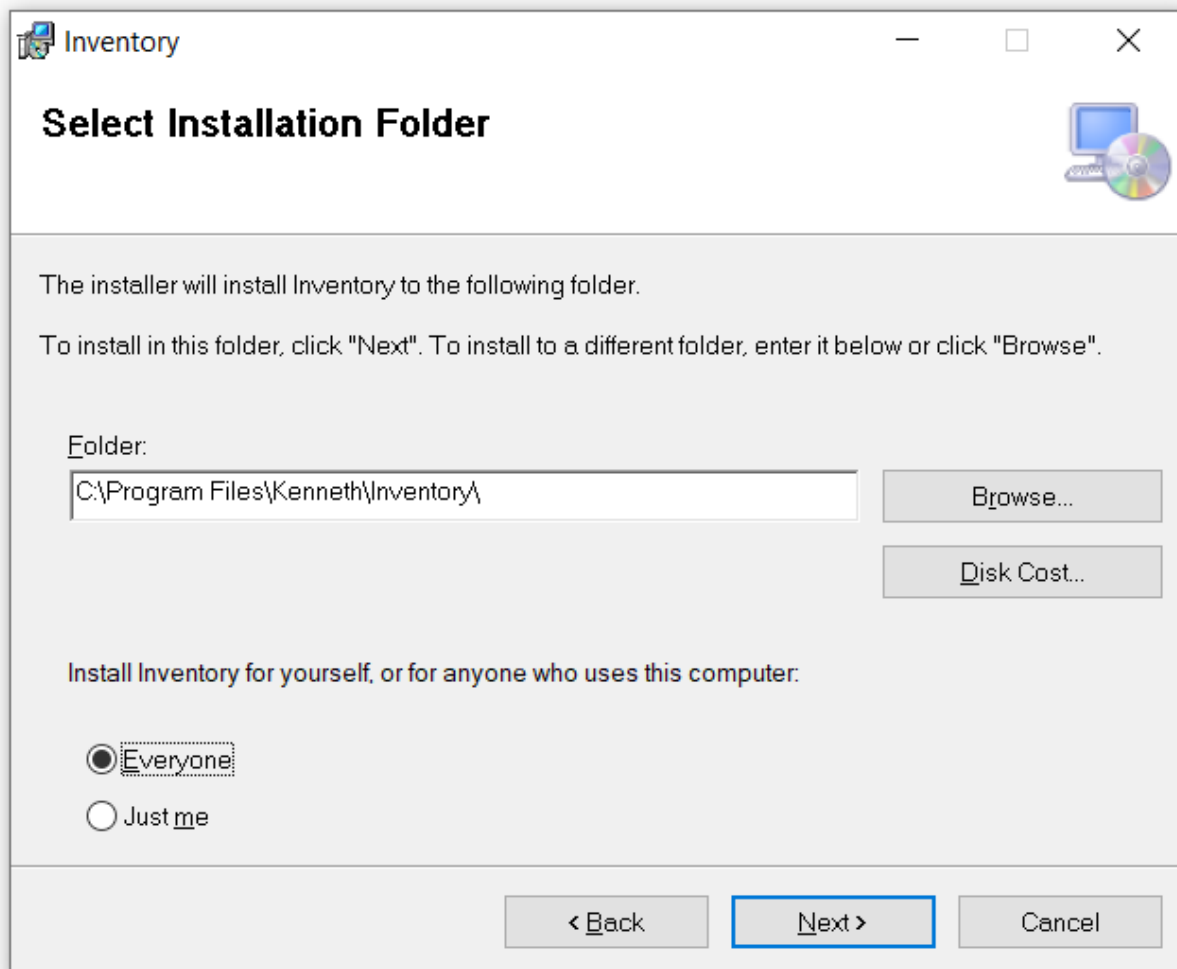 Inventory
Select Installation Folder
The installer will install Inventory to the following folder.
To install in this folder, click "Next". To install to a different folder, enter it below or click "Browse".
Folder:
C:\Program Files\Kenneth\Inventory\
Browse...
Disk Cost...
Install Inventory for yourself, or for anyone who uses this computer:
Everyone
Just me
< Back
Next >
Cancel